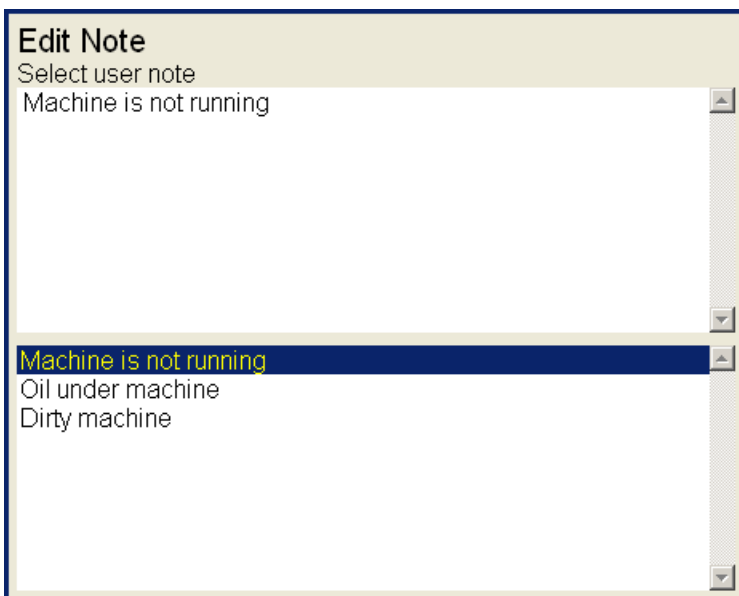 Edit Note
Select user note
Machine is not running
Machine is not running
Oil under machine
Dirty machine